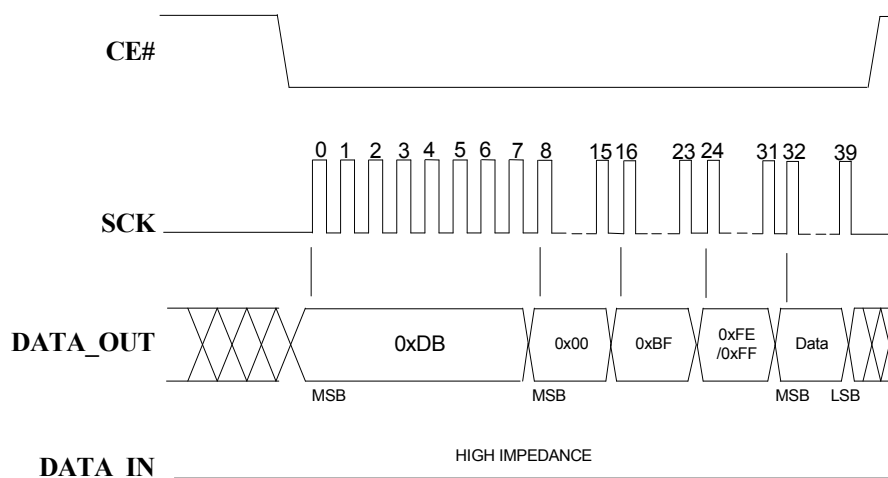 CE#
0 1 2 3 4 5 6 7 8 15 16 23 24 31 32 39
SCK
DATA_OUT
0xDB 0x00 0xBF 0xFE /0xFF Data
MSB MSB MSB LSB
HIGH IMPEDANCE
DATA_IN